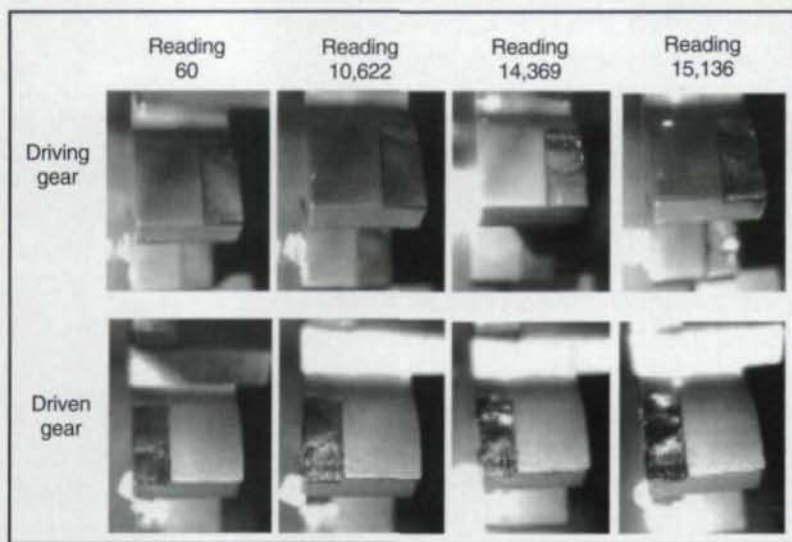 Reading
60
Reading
10,622
Reading
14,369
Reading
15,136
Driving
gear
Driven
gear